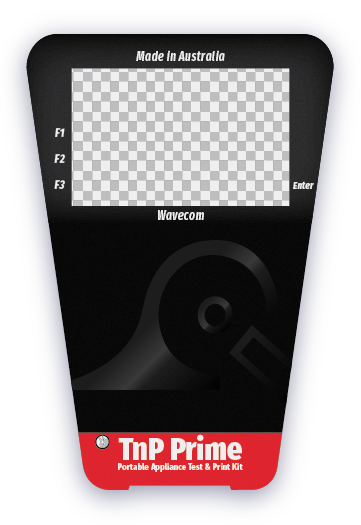 Made in Australia
F1
F2
F3
Enter
Wavecom
TnP Prime
Portable Appliance Test & Print Kit